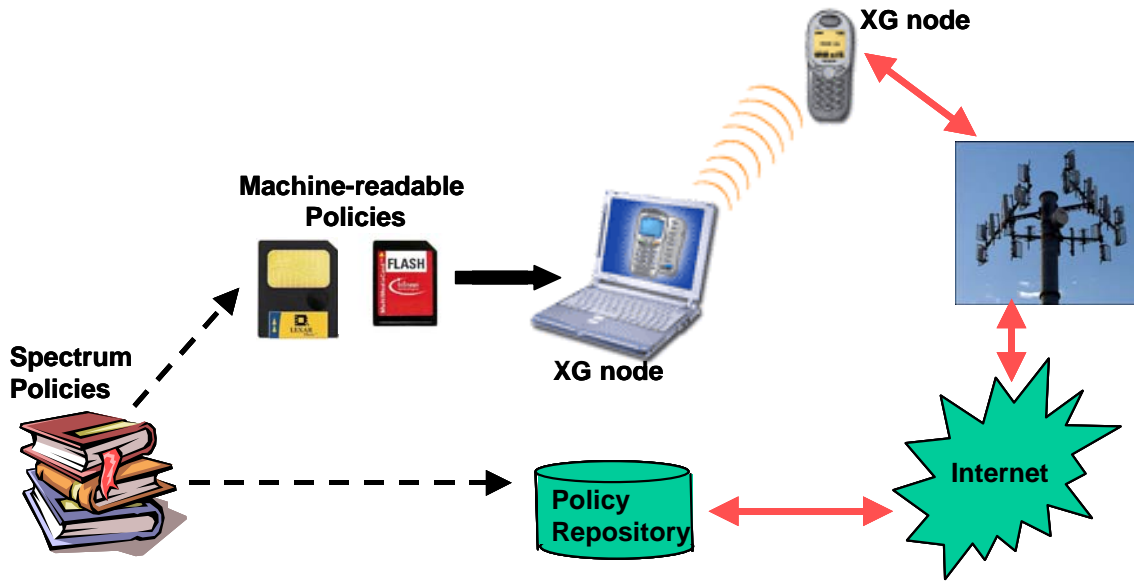 XG node
Machine-readable
Policies
FLASH
LEXAR
XG node
Spectrum
Policies
Policy
Repository
Internet